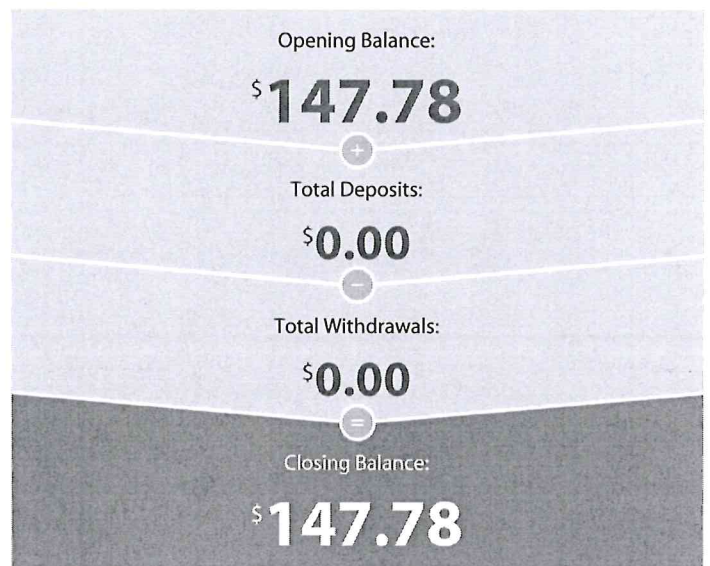 Opening Balance:
$147.78
+
Total Deposits:
$0.00
-
Total Withdrawals:
$0.00
=
Closing Balance:
$147.78